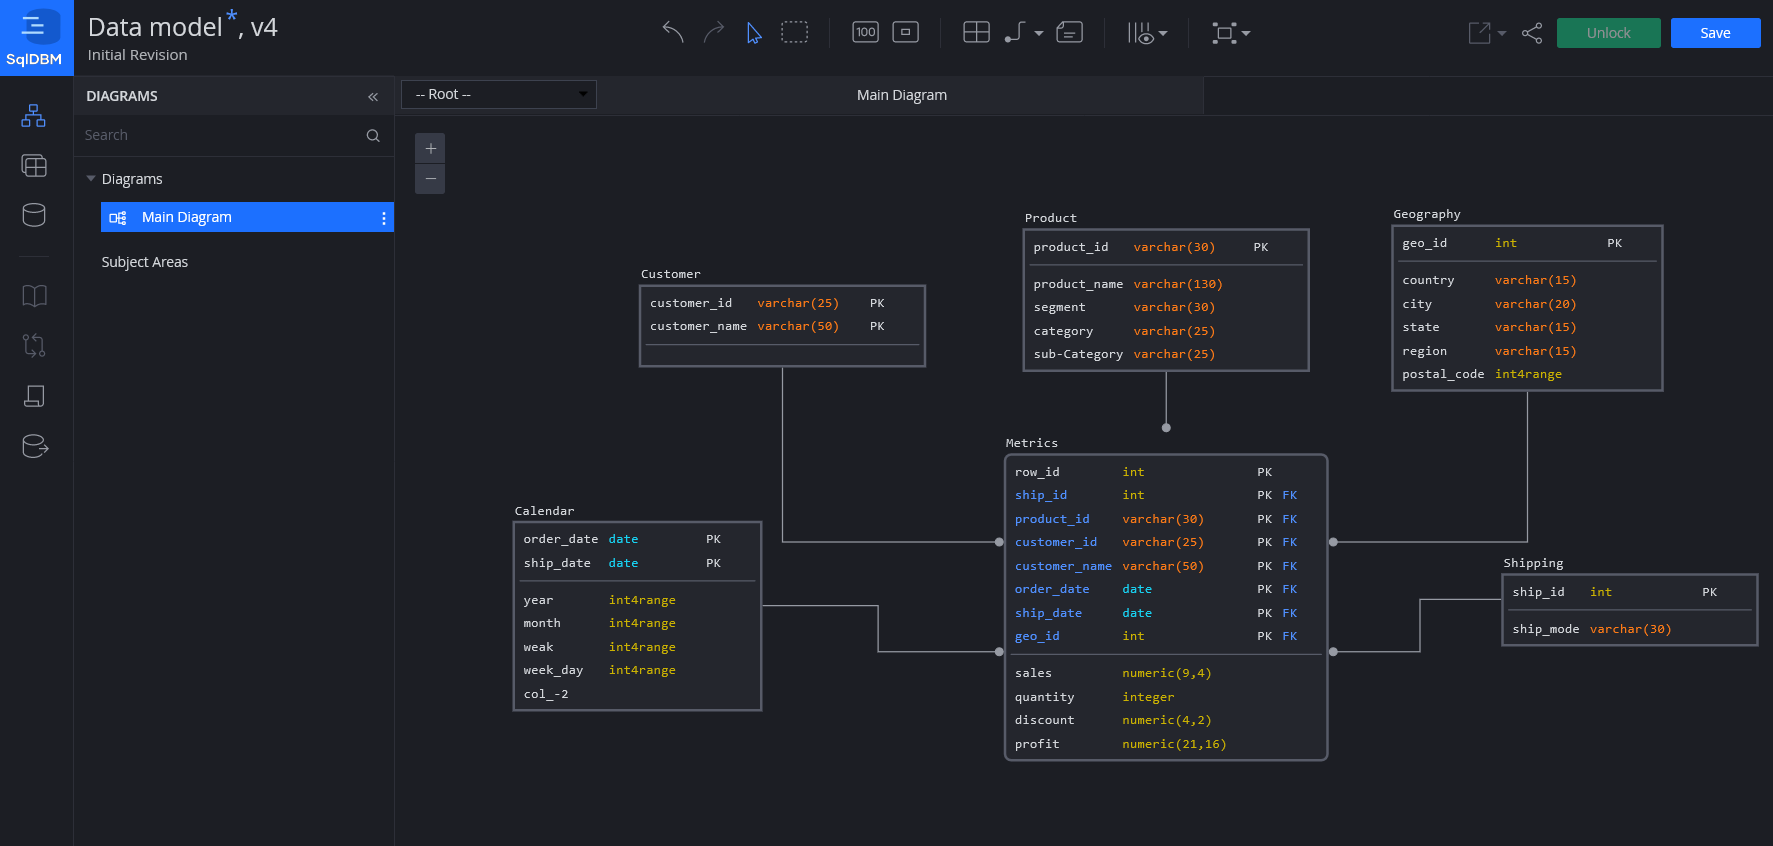 SqlDBM
Data model*, v4
Initial Revision
100
Unlock
Save
DIAGRAMS
-- Root --
Main Diagram
Search
Diagrams
Main Diagram
Subject Areas
Customer
customer_id varchar(25) PK
customer_name varchar(50) PK
Product
product_id varchar(30) PK
product_name varchar(130)
segment varchar(30)
category varchar(25)
sub-Category varchar(25)
Geography
geo_id int PK
country varchar(15)
city varchar(20)
state varchar(15)
region varchar(15)
postal_code int4range
Calendar
order_date date PK
ship_date date PK
year int4range
month int4range
weak int4range
week_day int4range
col_-2
Metrics
row_id int PK
ship_id int PK FK
product_id varchar(30) PK FK
customer_id varchar(25) PK FK
customer_name varchar(50) PK FK
order_date date PK FK
ship_date date PK FK
geo_id int PK FK
sales numeric(9,4)
quantity integer
discount numeric(4,2)
profit numeric(21,16)
Shipping
ship_id int PK
ship_mode varchar(30)